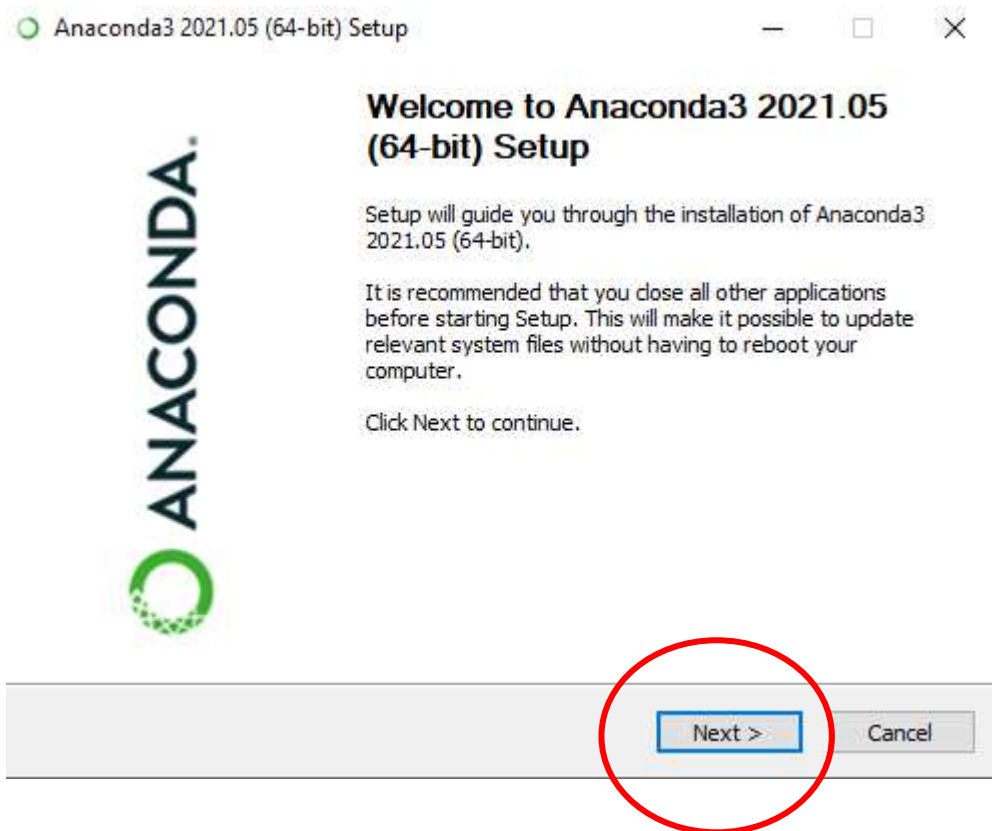 Anaconda3 2021.05 (64-bit) Setup
Welcome to Anaconda3 2021.05
(64-bit) Setup
ANACONDA.
Setup will guide you through the installation of Anaconda3
2021.05 (64-bit).
It is recommended that you close all other applications
before starting Setup. This will make it possible to update
relevant system files without having to reboot your
computer.
Click Next to continue.
Next >
Cancel